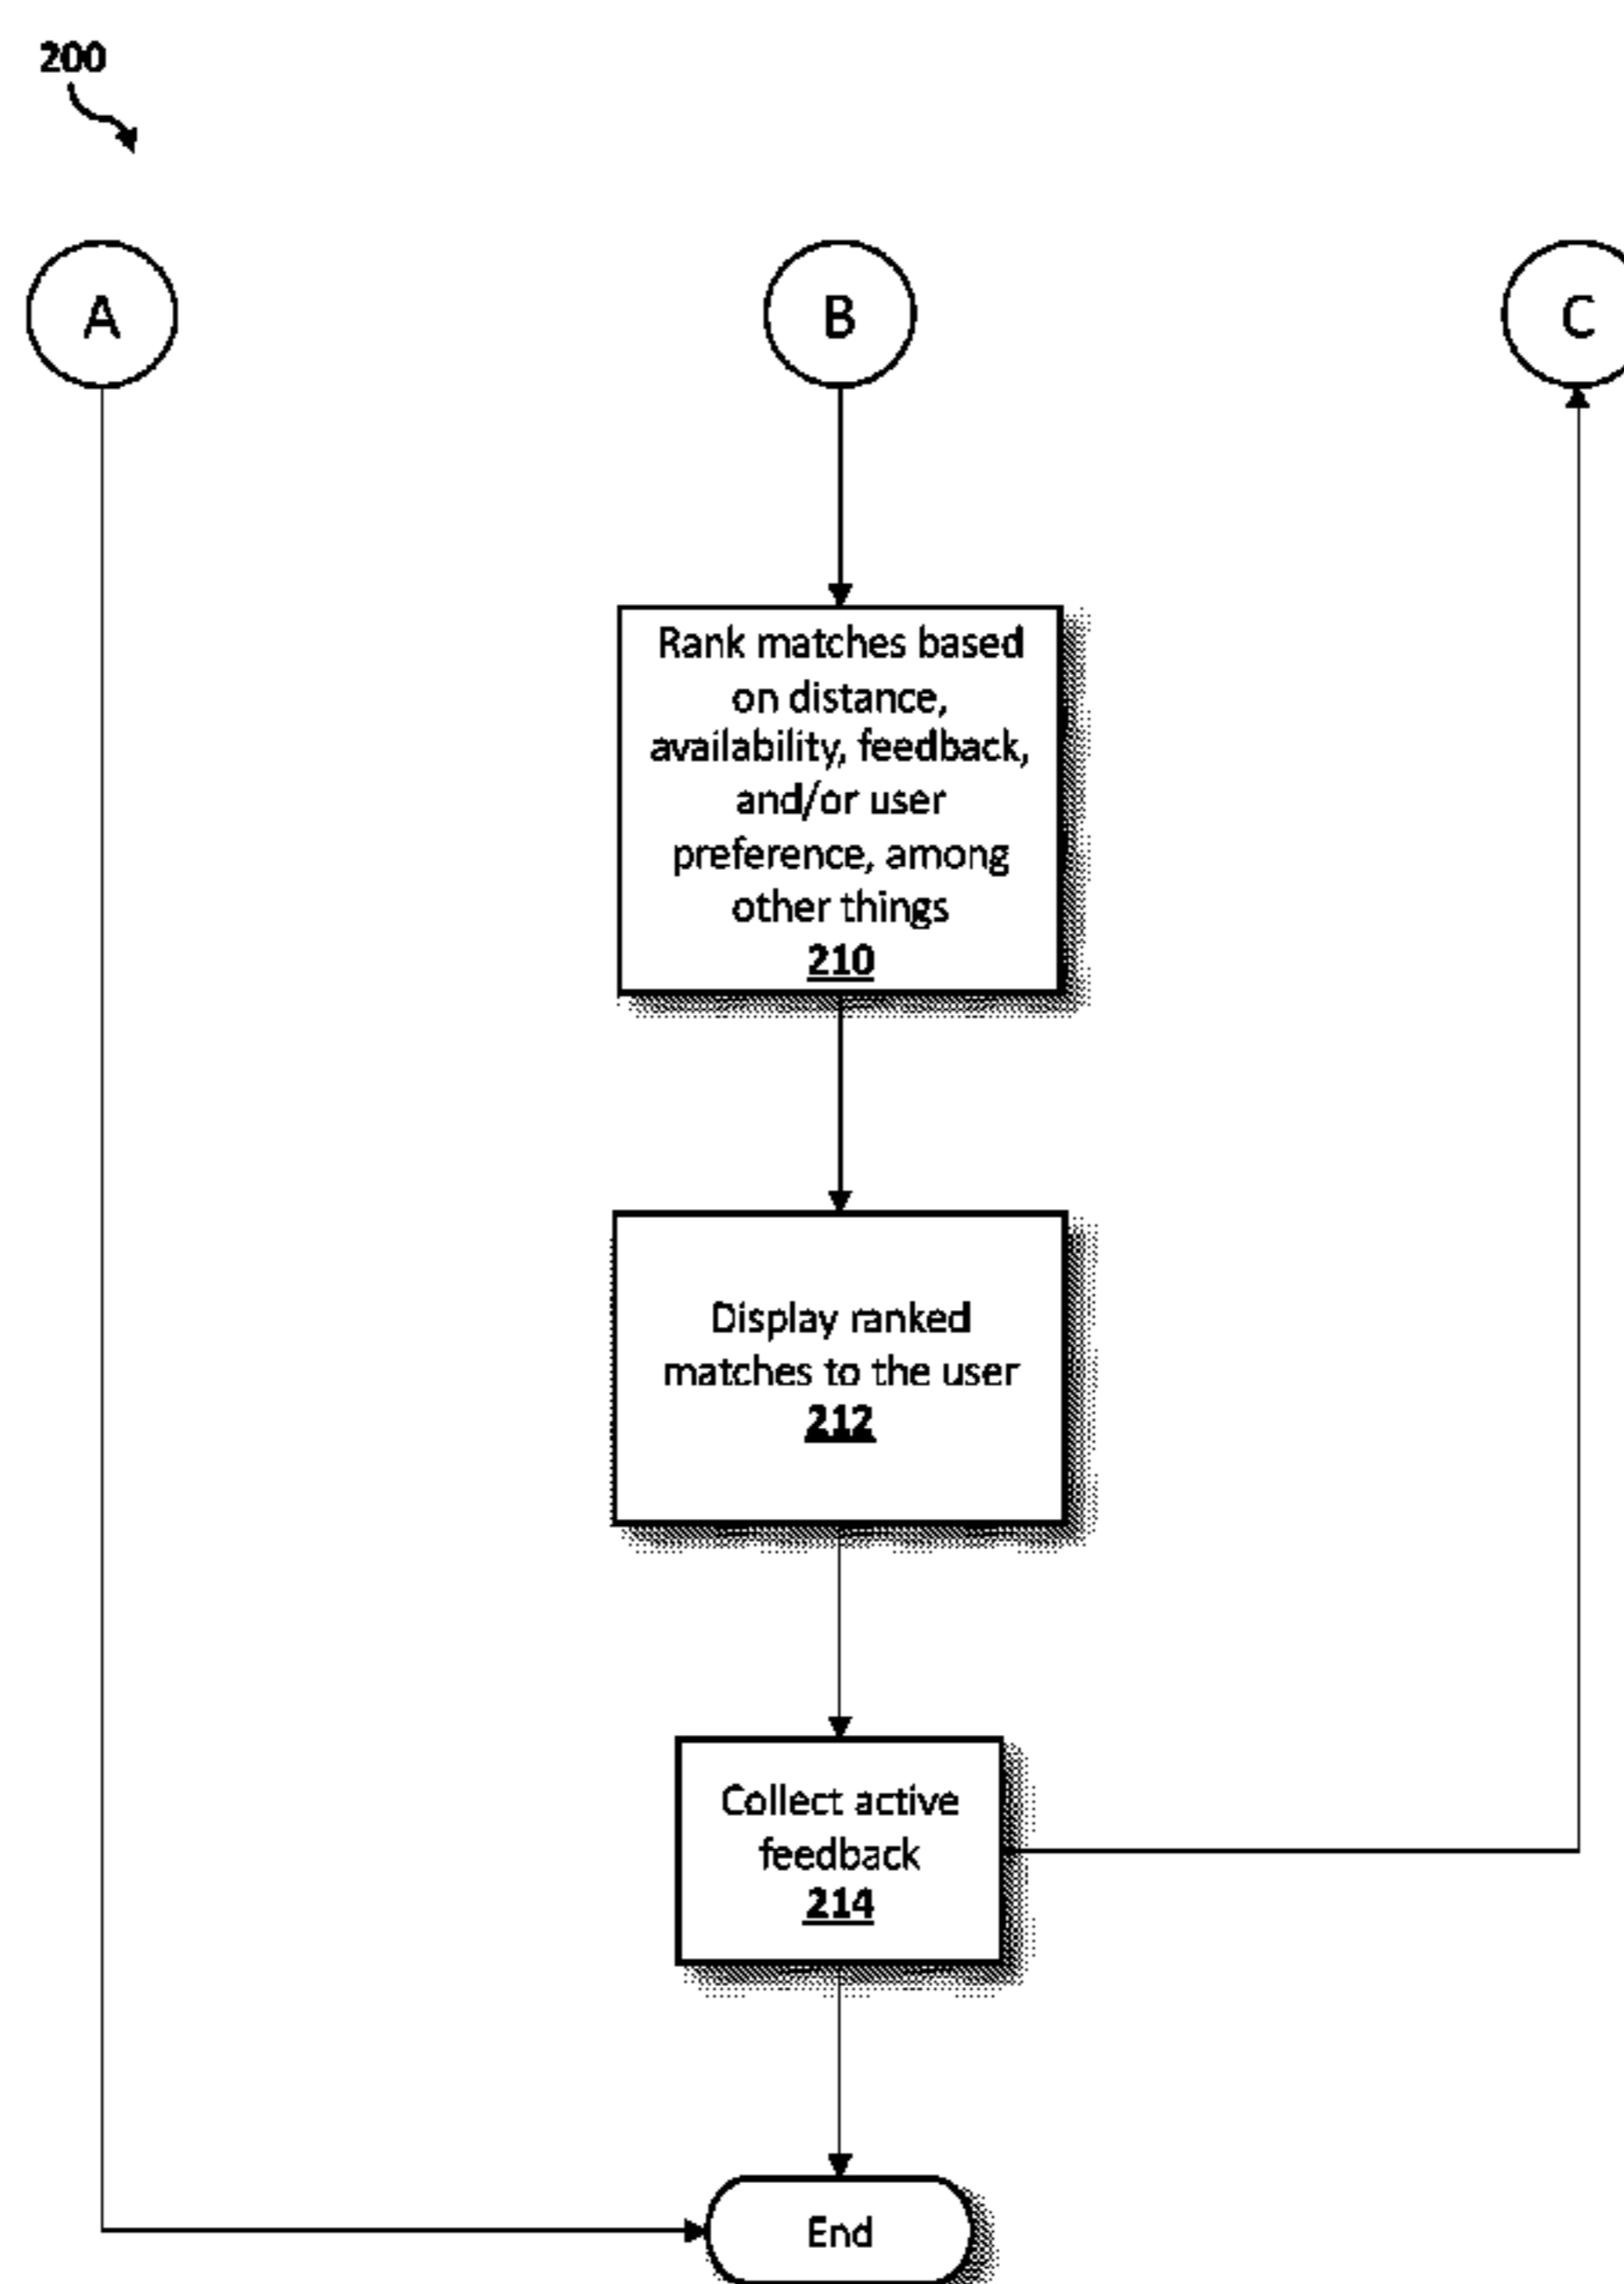 200
A
B
C
Rank matches based
on distance,
availability, feedback,
and/or user
preference, among
other things
210
Display ranked
matches to the user
212
Collect active
feedback
214
End